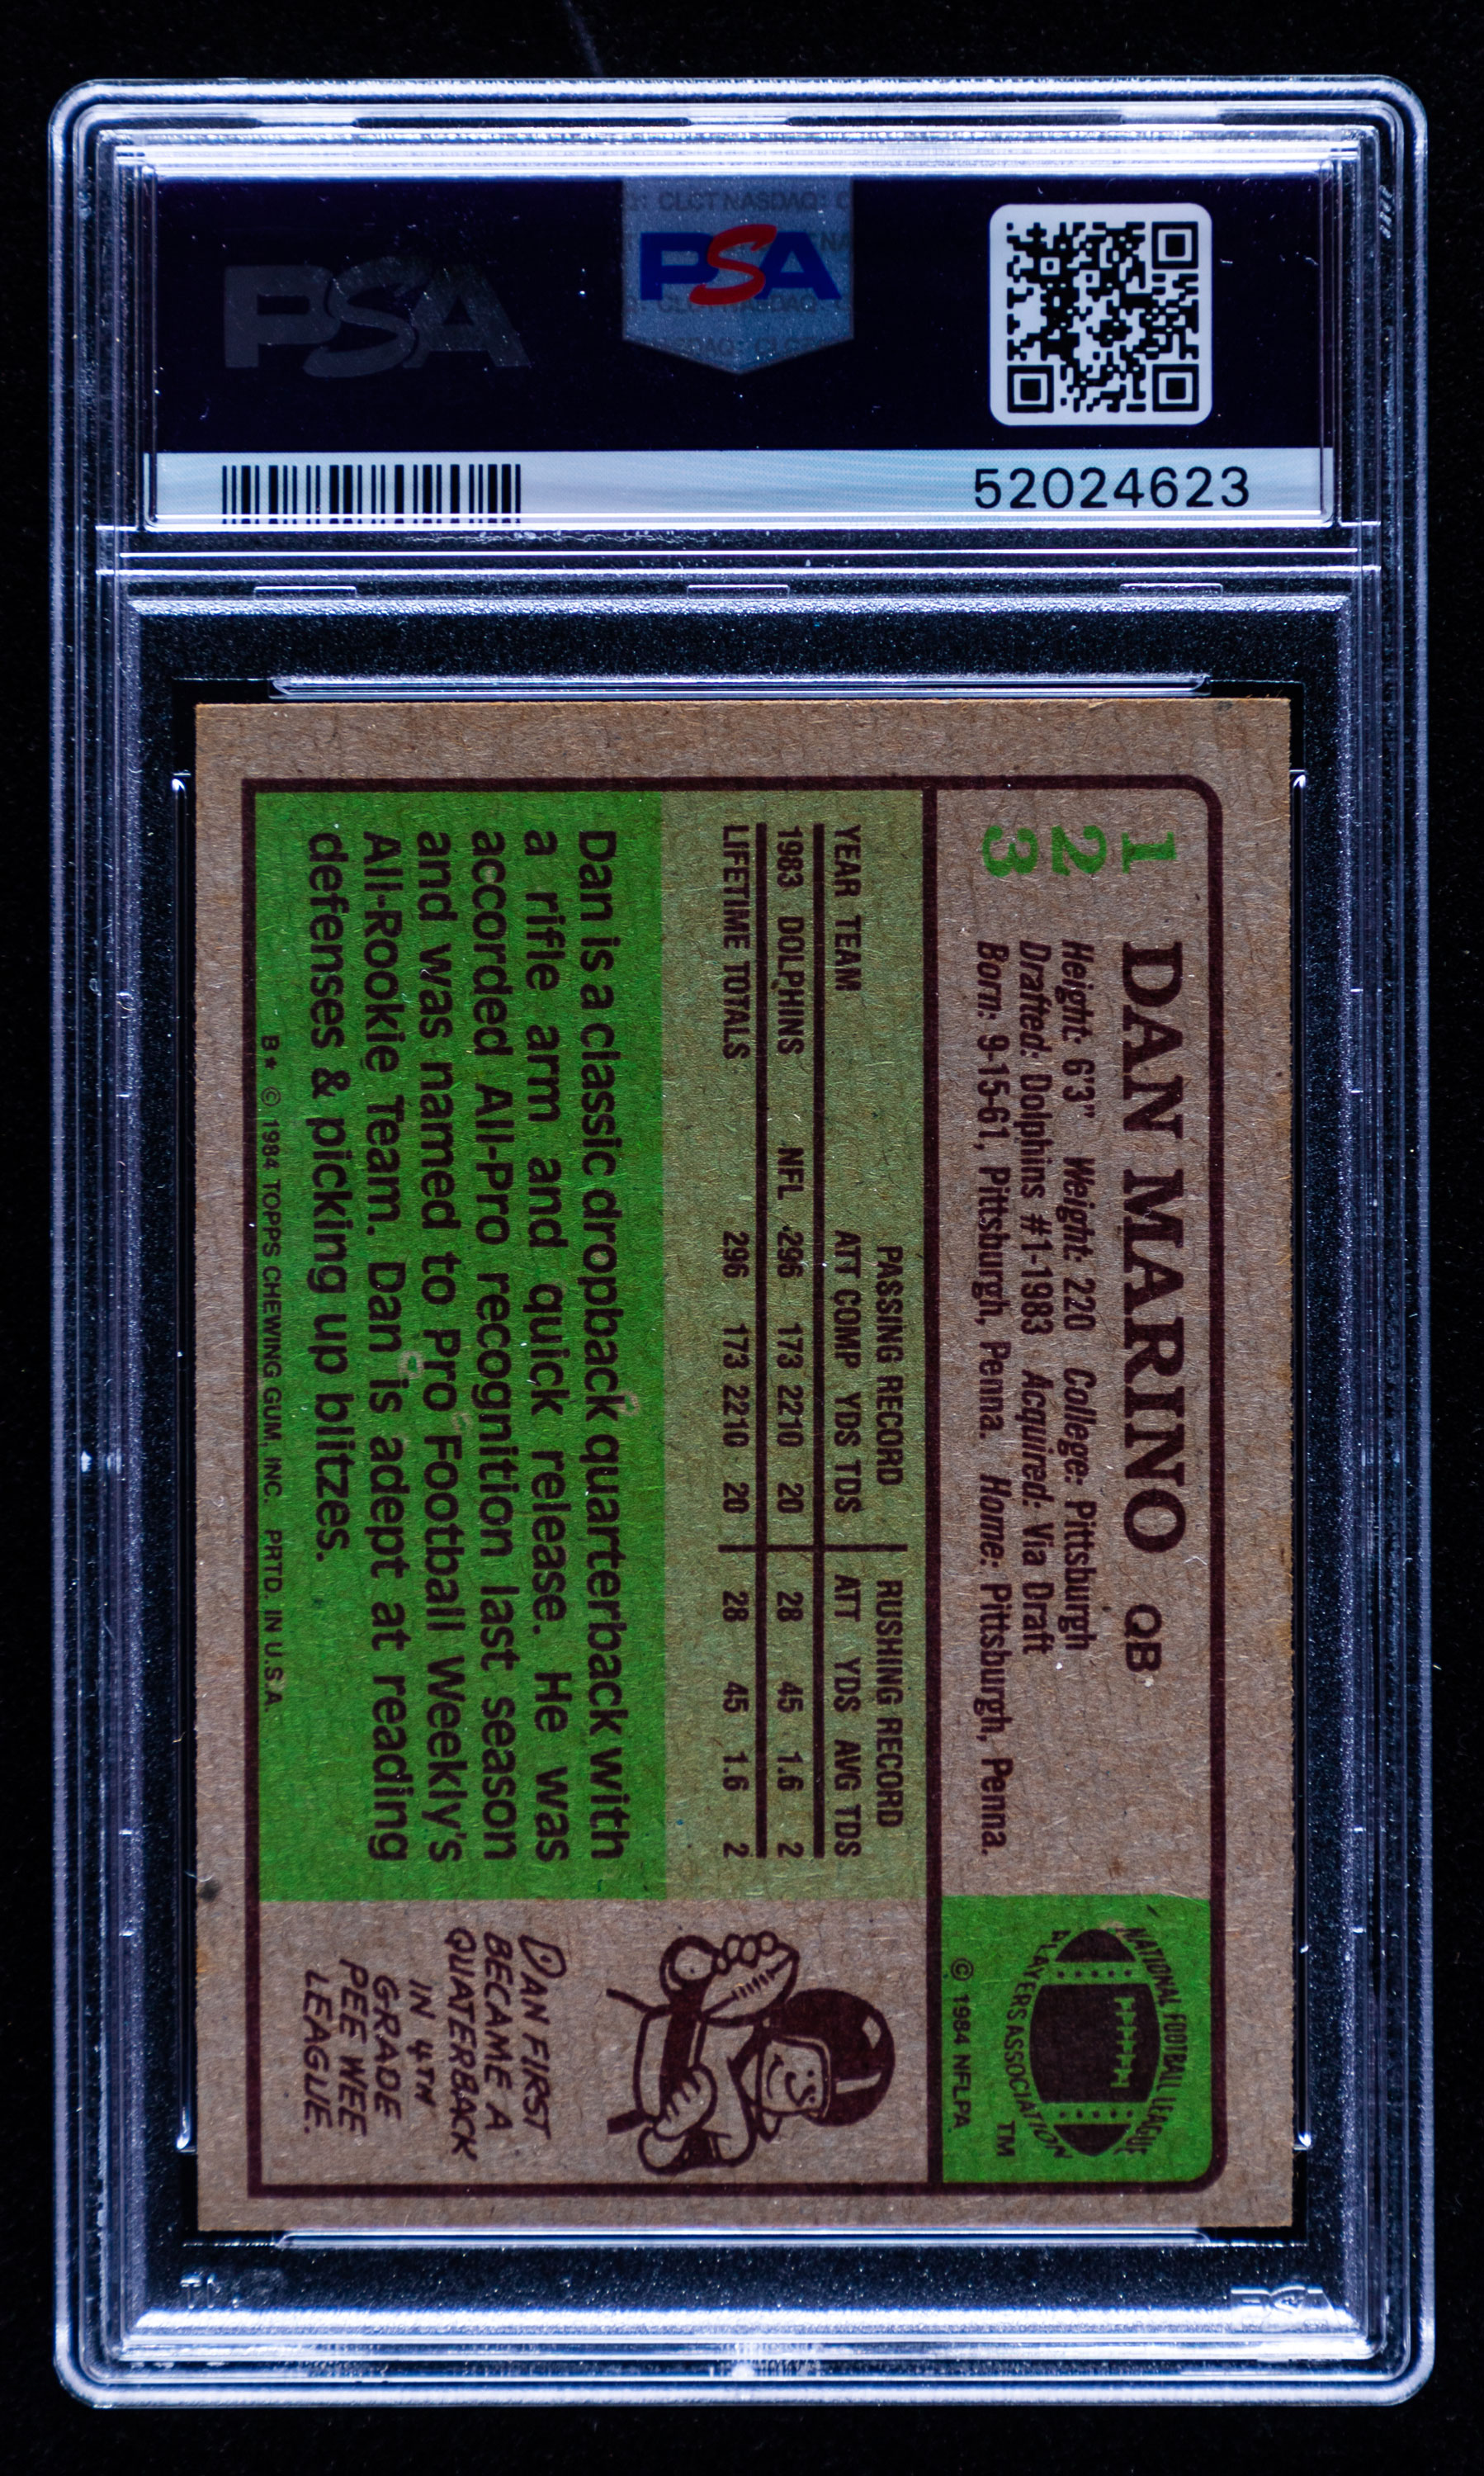 CLCT NASDAQ: C
NA
PSA
PSA
CLCT NASDAQ:
52024623
123
DAN MARINO QB
Height: 6'3" Weight: 220 College: Pittsburgh
Drafted: Dolphins #1-1983 Acquired: Via Draft
Born: 9-15-61, Pittsburgh, Penna. Home: Pittsburgh, Penna.
NATIONAL FOOTBALL LEAGUE
PLAYERS ASSOCIATION
TM
© 1984 NFLPA
PASSING RECORD RUSHING RECORD
YEAR TEAM ATT COMP YDS TDS ATT YDS AVG TDS
1983 DOLPHINS NFL 296 173 2210 20 28 45 1.6 2
LIFETIME TOTALS 296 173 2210 20 28 45 1.6 2
Dan is a classic dropback quarterback with
a rifle arm and quick release. He was
accorded All-Pro recognition last season
and was named to Pro Football Weekly's
All-Rookie Team. Dan is adept at reading
defenses & picking up blitzes.
DAN FIRST
BECAME A
QUATERBACK
IN 4TH
GRADE
PEE WEE
LEAGUE.
B* © 1984 TOPPS CHEWING GUM, INC. PRTD. IN U.S.A.